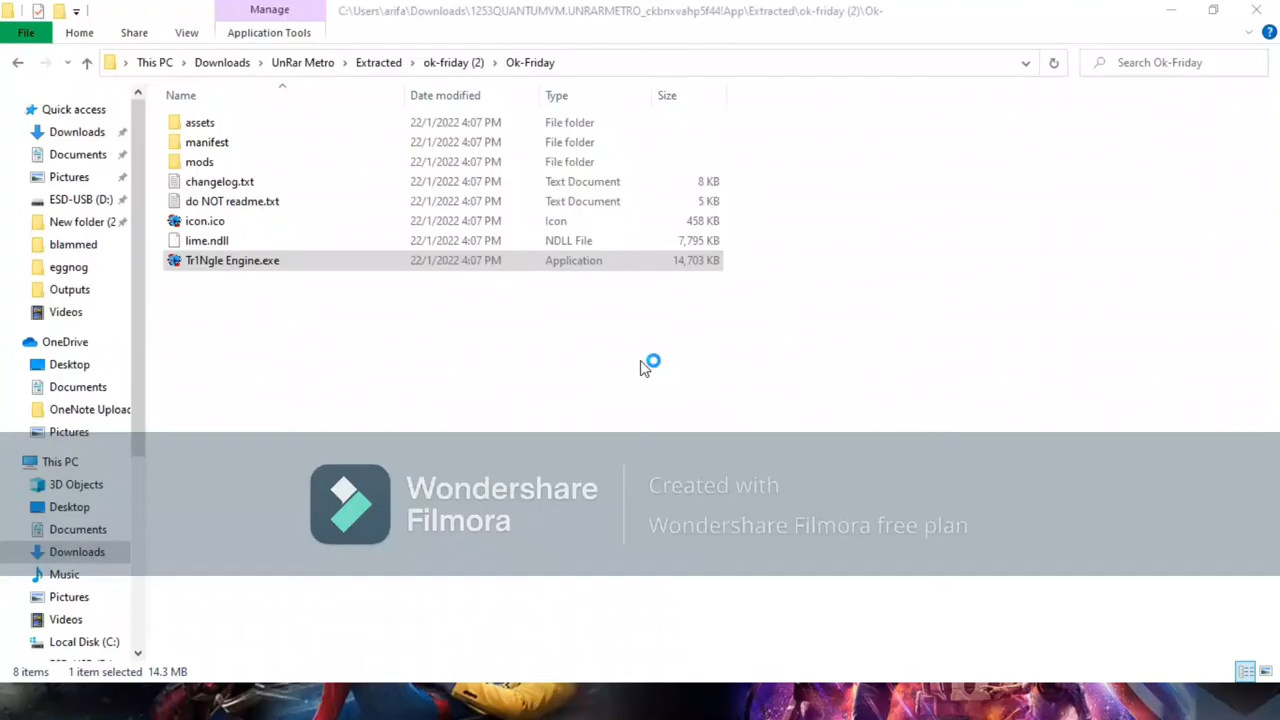 Manage
C:\Users\arifa\Downloads\1253QUANTUMVM.UNRARMETRO_ckbnxvahp5f44!App\Extracted\ok-friday (2)\Ok-
File
Home
Share
View
Application Tools
This PC
Downloads
UnRar Metro
Extracted
ok-friday (2)
Ok-Friday
Search Ok-Friday
Name
Date modified
Type
Size
assets 22/1/2022 4:07 PM File folder
manifest 22/1/2022 4:07 PM File folder
mods 22/1/2022 4:07 PM File folder
changelog.txt 22/1/2022 4:07 PM Text Document 8 KB
do NOT readme.txt 22/1/2022 4:07 PM Text Document 5 KB
icon.ico 22/1/2022 4:07 PM Icon 458 KB
lime.ndll 22/1/2022 4:07 PM NDLL File 7,795 KB
Tr1Ngle Engine.exe 22/1/2022 4:07 PM Application 14,703 KB
Quick access
Downloads
Documents
Pictures
ESD-USB (D:)
New folder (2
blammed
eggnog
Outputs
Videos
OneDrive
Desktop
Documents
OneNote Uploac
Pictures
This PC
3D Objects
Desktop
Documents
Downloads
Music
Pictures
Videos
Local Disk (C:)
Wondershare
Filmora
Created with
Wondershare Filmora free plan
8 items
1 item selected 14.3 MB